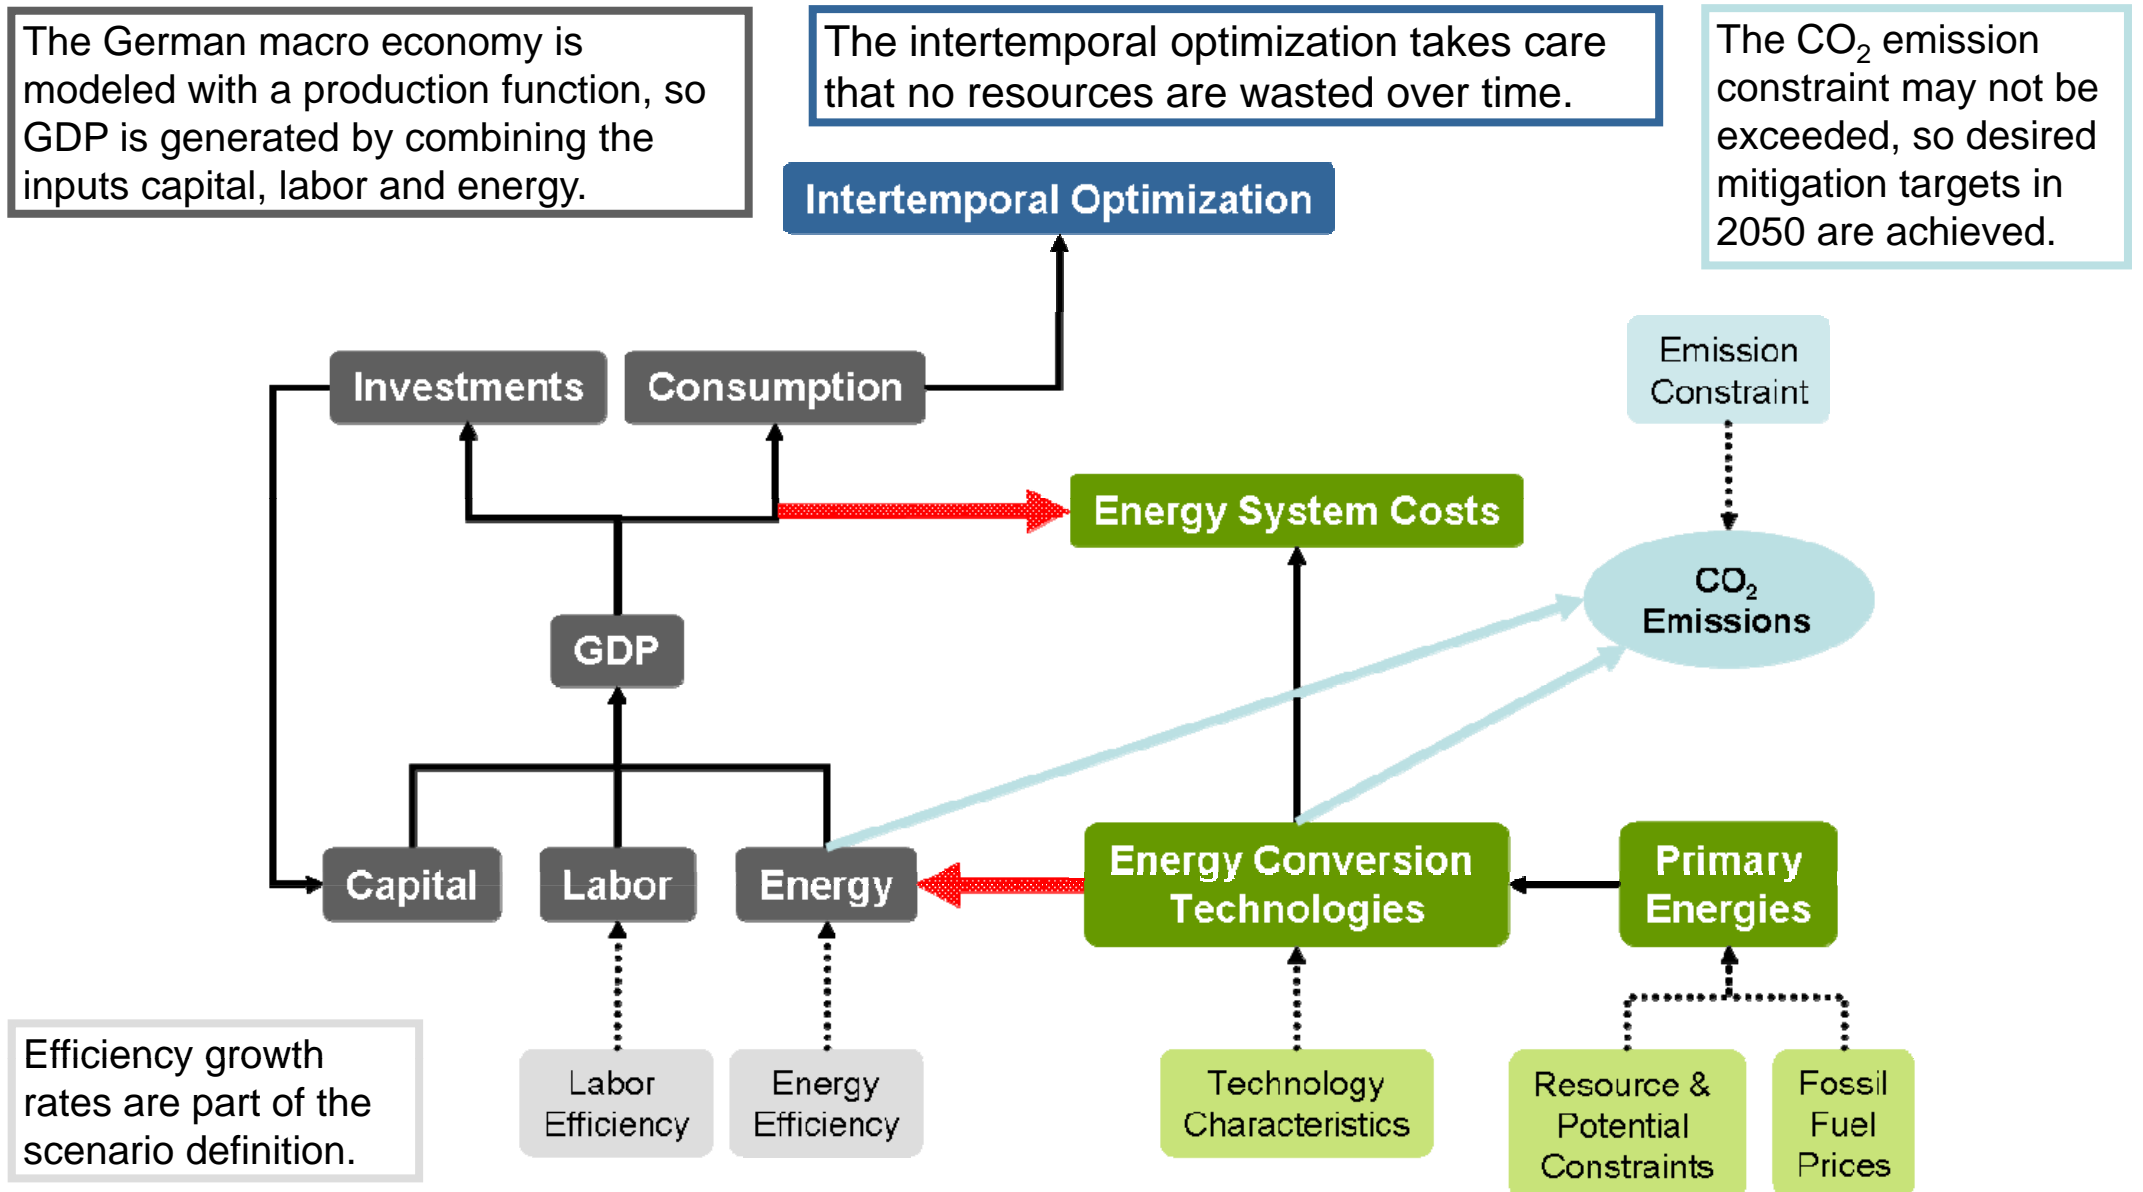 The German macro economy is
modeled with a production function, so
GDP is generated by combining the
inputs capital, labor and energy.
The intertemporal optimization takes care
that no resources are wasted over time.
The CO₂ emission
constraint may not be
exceeded, so desired
mitigation targets in
2050 are achieved.
Intertemporal Optimization
Investments
Consumption
Emission
Constraint
Energy System Costs
CO₂
Emissions
GDP
Capital
Labor
Energy
Energy Conversion
Technologies
Primary
Energies
Efficiency growth
rates are part of the
scenario definition.
Labor
Efficiency
Energy
Efficiency
Technology
Characteristics
Resource &
Potential
Constraints
Fossil
Fuel
Prices